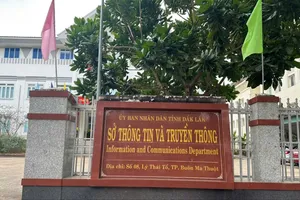 ỦY BAN NHÂN DÂN TỈNH ĐẮK LẮK
SỞ THÔNG TIN VÀ TRUYỀN THÔNG
Information and Communications Department
Địa chỉ: Số 08, Lý Thái Tổ, TP. Buôn Ma Thuột